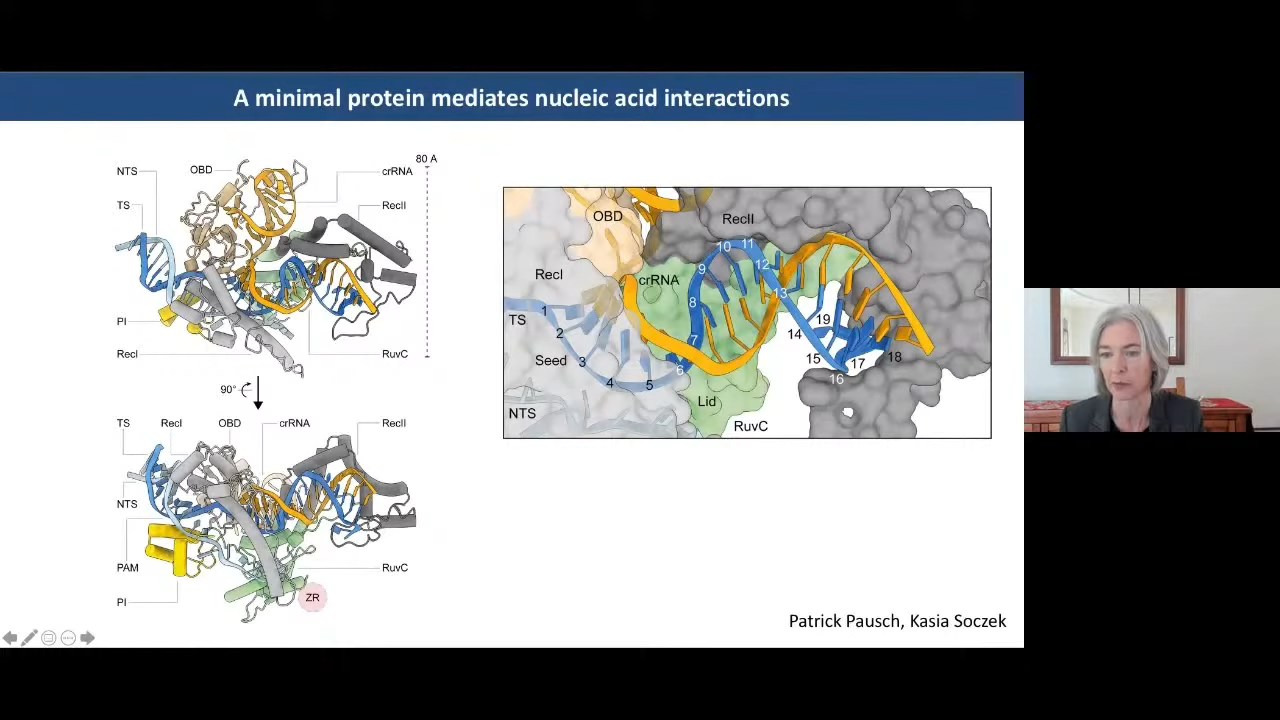 A minimal protein mediates nucleic acid interactions
80 A
NTS
OBD
crRNA
TS
RecII
PI
RecI
RuvC
90°
TS
RecI
OBD
crRNA
RecII
NTS
PAM
PI
RuvC
ZR
OBD
RecII
RecI
crRNA
TS
Seed
NTS
Lid
RuvC
1
2
3
4
5
6
7
8
9
10
11
12
13
14
15
16
17
18
19
Patrick Pausch, Kasia Soczek